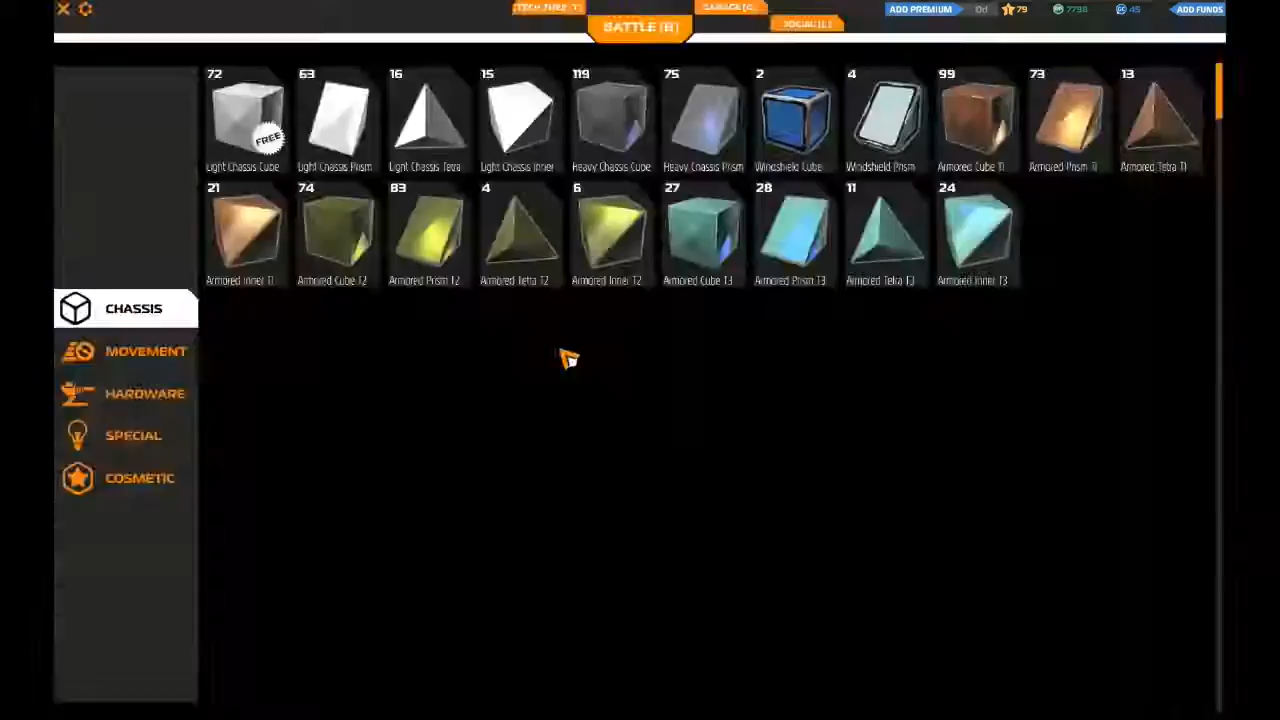 BATTLE (B)
ADD PREMIUM 0d 79 7798 45 ADD FUNDS
72 63 16 15 119 75 2 4 99 73 13
FREE
Light Chassis Cube Light Chassis Prism Light Chassis Tetra Light Chassis Inner Heavy Chassis Cube Heavy Chassis Prism Windshield Cube Windshield Prism Armored Cube T1 Armored Prism T1 Armored Tetra T1
21 74 83 4 6 27 28 11 24
Armored Inner T1 Armored Cube T2 Armored Prism T2 Armored Tetra T2 Armored Inner T2 Armored Cube T3 Armored Prism T3 Armored Tetra T3 Armored Inner T3
CHASSIS
MOVEMENT
HARDWARE
SPECIAL
COSMETIC